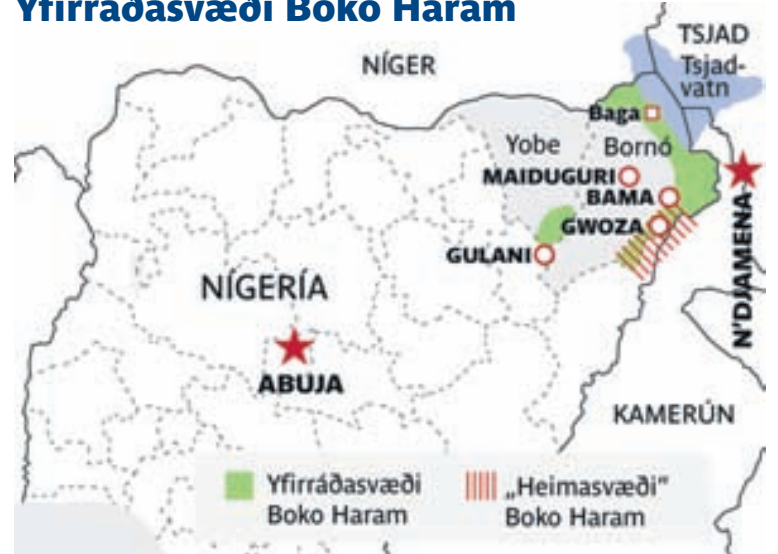 Yfirráðasvæði Boko Haram
TSJAD
Tsjad-
vatn
NÍGER
Baga
Yobe
Bornó
MAIDUGURI
BAMA
GWOZA
GULANI
N'DJAMENA
NÍGERÍA
ABUJA
KAMERÚN
Yfirráðasvæði
Boko Haram
„Heimasvæði“
Boko Haram